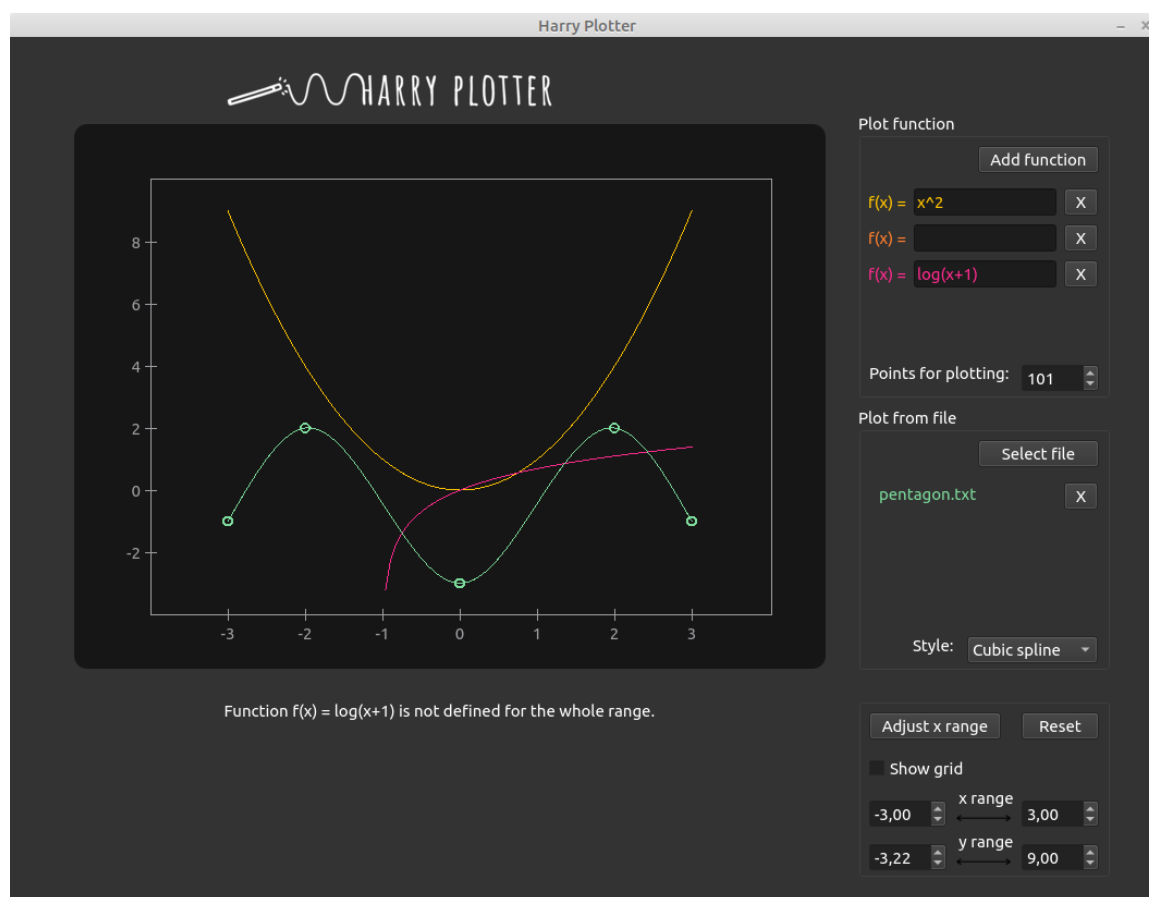 Harry Plotter
HARRY PLOTTER
8
6
4
2
0
-2
-3 -2 -1 0 1 2 3
Function f(x) = log(x+1) is not defined for the whole range.
Plot function
Add function
f(x) = x^2 X
f(x) = X
f(x) = log(x+1) X
Points for plotting: 101
Plot from file
Select file
pentagon.txt X
Style: Cubic spline
Adjust x range Reset
Show grid
x range
-3,00 3,00
y range
-3,22 9,00